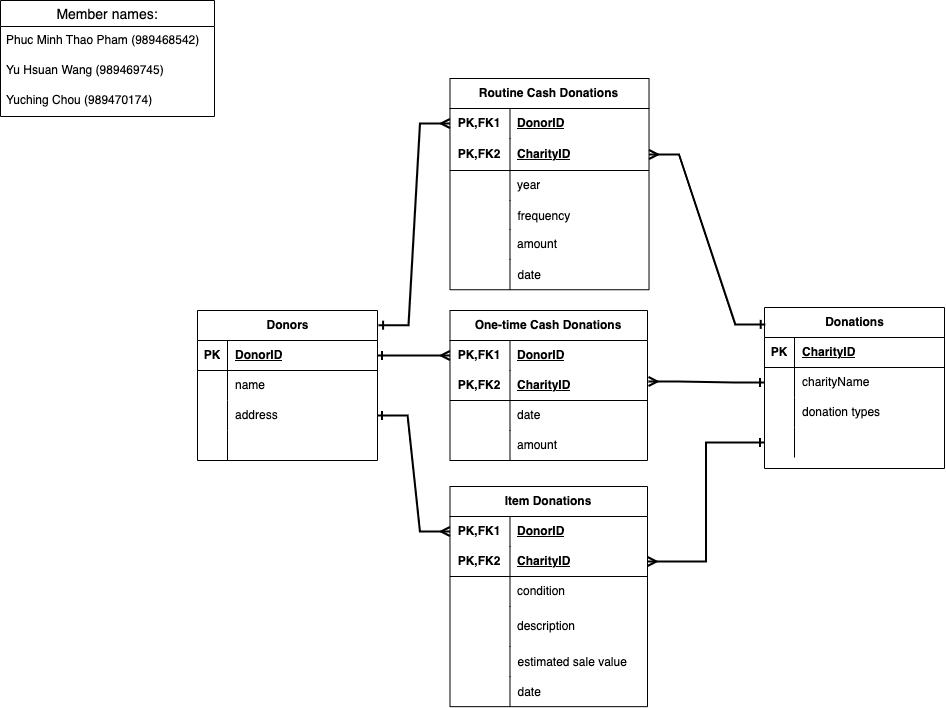 Member names:
Phuc Minh Thao Pham (989468542)
Yu Hsuan Wang (989469745)
Yuching Chou (989470174)
Routine Cash Donations
PK,FK1 DonorID
PK,FK2 CharityID
year
frequency
amount
date
Donors
PK DonorID
name
address
One-time Cash Donations
PK,FK1 DonorID
PK,FK2 CharityID
date
amount
Donations
PK CharityID
charityName
donation types
Item Donations
PK,FK1 DonorID
PK,FK2 CharityID
condition
description
estimated sale value
date